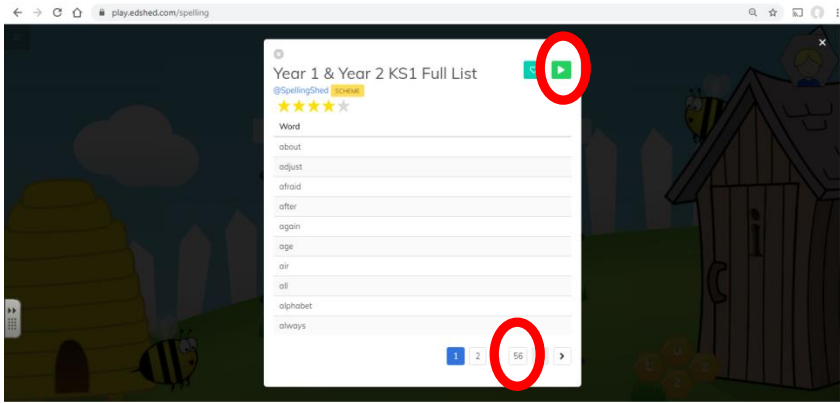 play.edshed.com/spelling
Year 1 & Year 2 KS1 Full List
@SpellingShed SCHEME
Word
about
adjust
afraid
after
again
age
air
all
alphabet
always
1 2 56